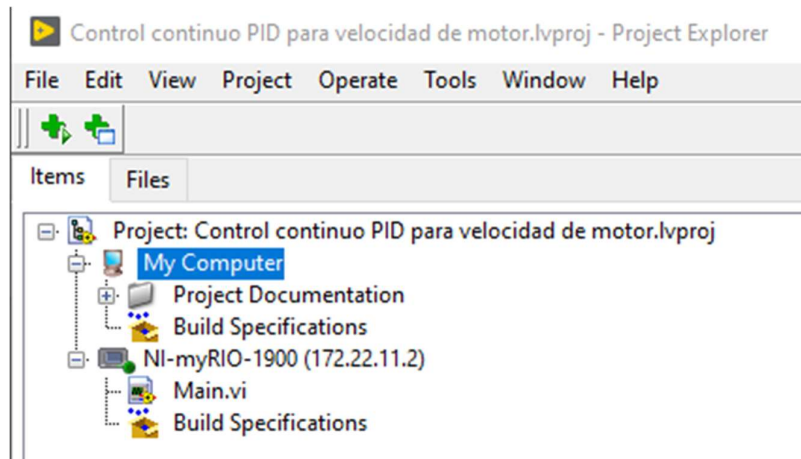 Control continuo PID para velocidad de motor.lvproj - Project Explorer
File Edit View Project Operate Tools Window Help
Items Files
Project: Control continuo PID para velocidad de motor.lvproj
My Computer
Project Documentation
Build Specifications
NI-myRIO-1900 (172.22.11.2)
Main.vi
Build Specifications